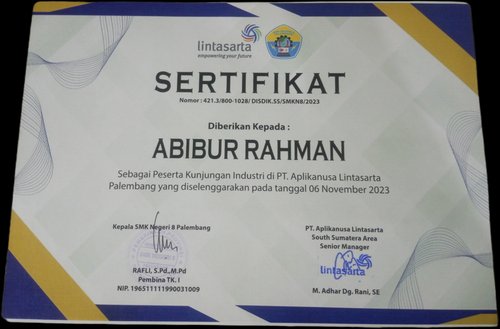 lintasarta
empowering your future
SERTIFIKAT
Nomor : 421.3/800-1028/ DISDIK.SS/SMKN8/2023
Diberikan Kepada :
ABIBUR RAHMAN
Sebagai Peserta Kunjungan Industri di PT. Aplikanusa Lintasarta
Palembang yang diselenggarakan pada tanggal 06 November 2023
Kepala SMK Negeri 8 Palembang
RAFLI, S.Pd.,M.Pd
Pembina TK. I
NIP. 196511111990031009
PT. Aplikanusa Lintasarta
South Sumatera Area
Senior Manager
lintasarta
M. Adhar Dg. Rani, SE